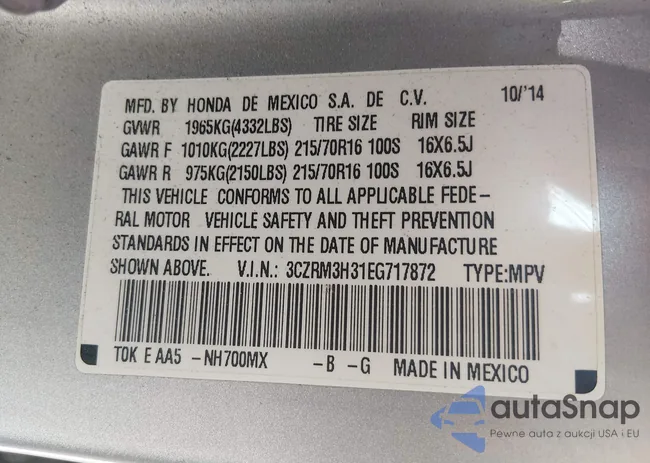 MFD. BY HONDA DE MEXICO S.A. DE C.V. 10/'14
GVWR 1965KG(4332LBS) TIRE SIZE RIM SIZE
GAWR F 1010KG(2227LBS) 215/70R16 100S 16X6.5J
GAWR R 975KG(2150LBS) 215/70R16 100S 16X6.5J
THIS VEHICLE CONFORMS TO ALL APPLICABLE FEDE-
RAL MOTOR VEHICLE SAFETY AND THEFT PREVENTION
STANDARDS IN EFFECT ON THE DATE OF MANUFACTURE
SHOWN ABOVE. V.I.N.: 3CZRM3H31EG717872 TYPE:MPV
TOK E AA5 -NH700MX -B -G MADE IN MEXICO
autaSnap
Pewne auta z aukcji USA i EU